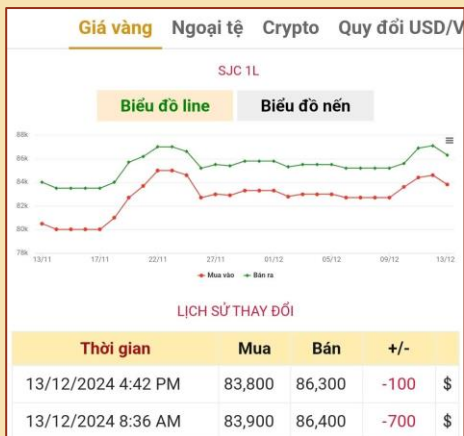 Giá vàng Ngoại tệ Crypto Quy đổi USD/V
SJC 1L
Biểu đồ line Biểu đồ nến
88k
86k
84k
82k
80k
78k
13/11 17/11 22/11 27/11 01/12 05/12 09/12 13/12
Mua vào Bán ra
LỊCH SỬ THAY ĐỔI
Thời gian Mua Bán +/-
13/12/2024 4:42 PM 83,800 86,300 -100 $
13/12/2024 8:36 AM 83,900 86,400 -700 $